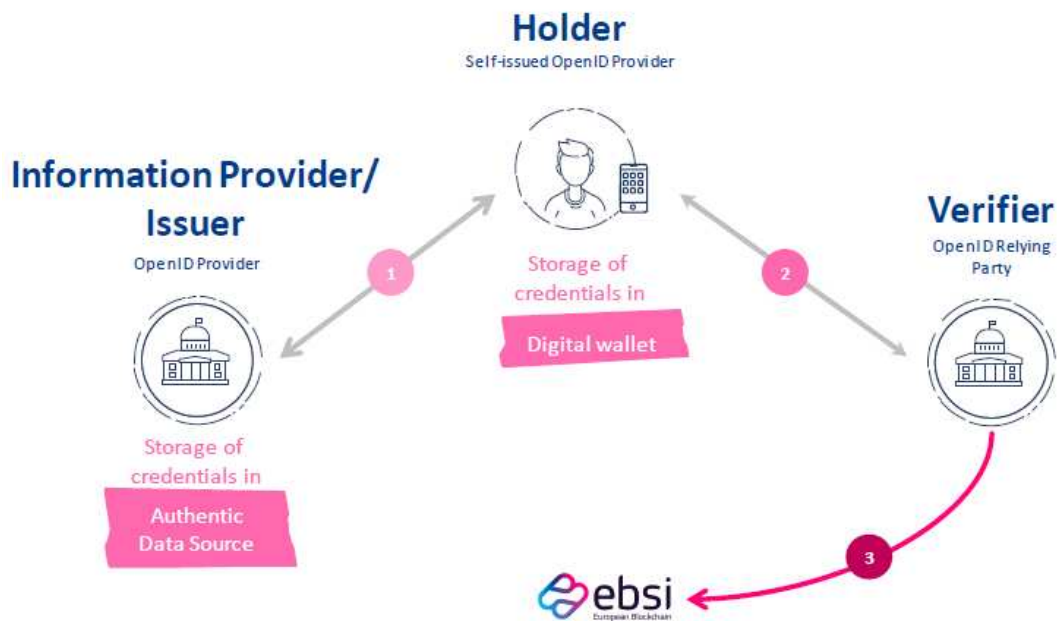 Holder
Self-issued OpenID Provider
Information Provider/
Issuer
OpenID Provider
Verifier
OpenID Relying
Party
1
2
Storage of
credentials in
Digital wallet
Storage of
credentials in
Authentic
Data Source
3
ebsi
European Blockchain